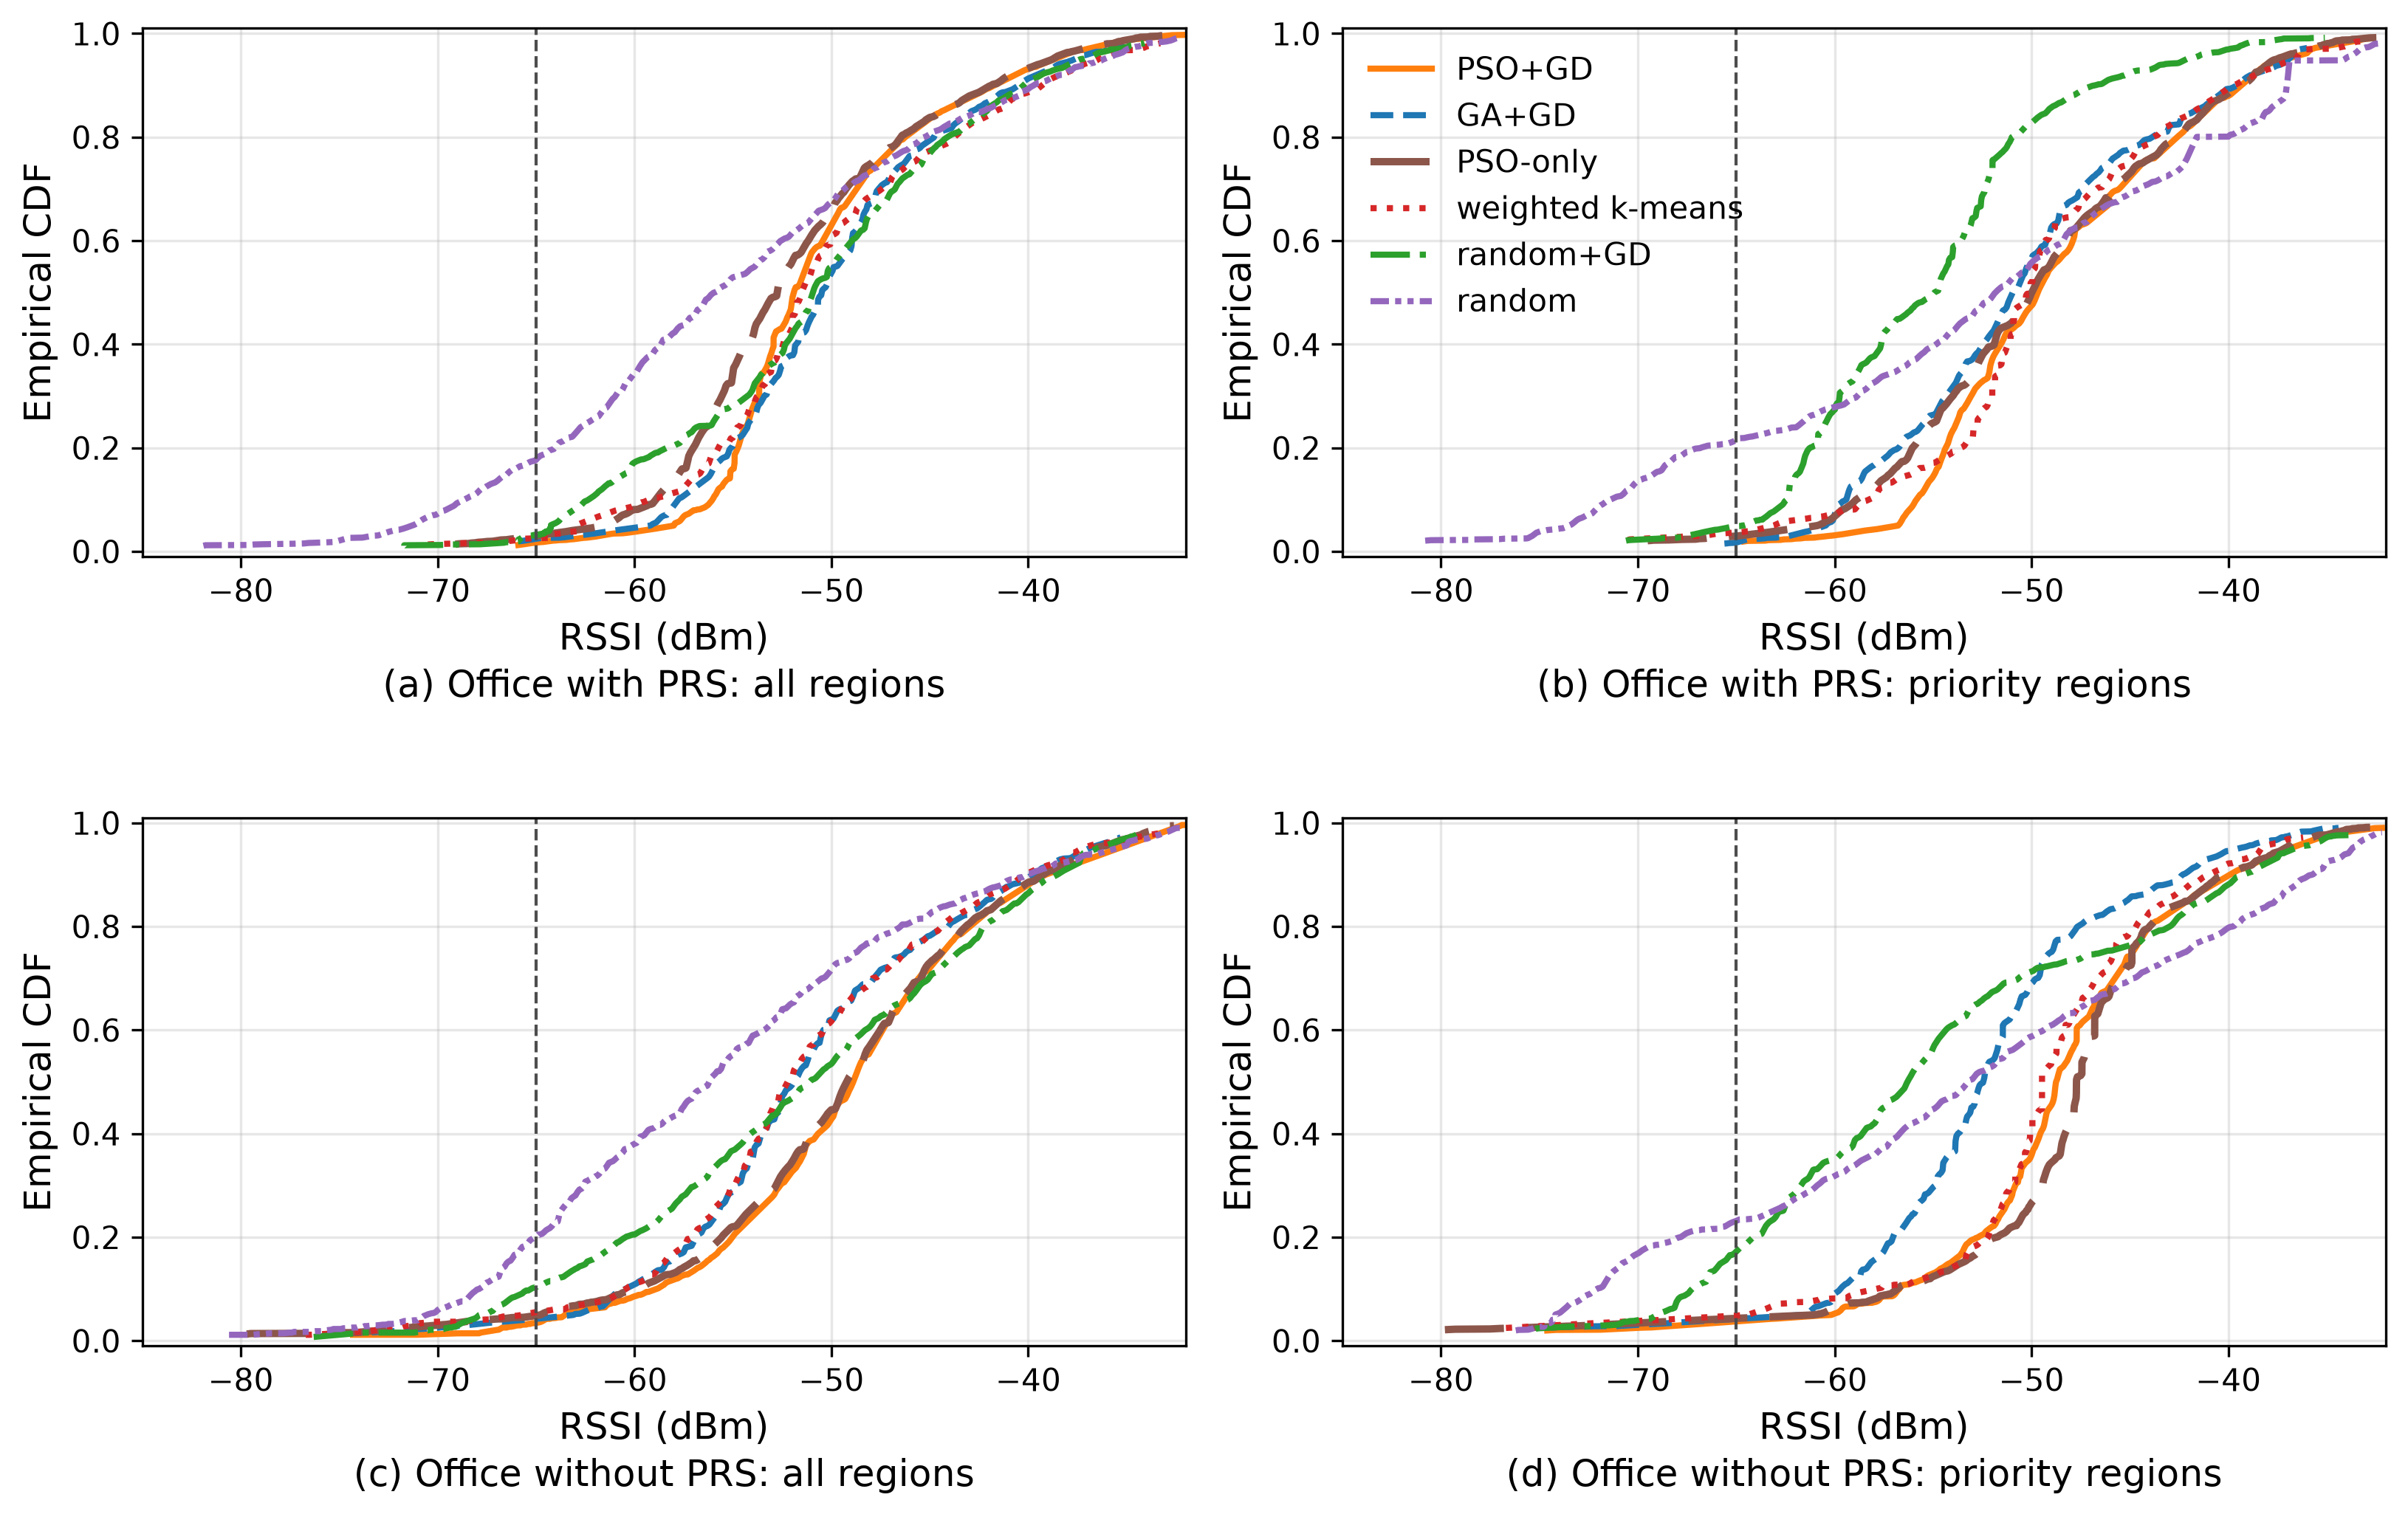 1.0
0.8
0.6
0.4
0.2
0.0
Empirical CDF
−80
−70
−60
−50
−40
RSSI (dBm)
(a) Office with PRS: all regions
1.0
0.8
0.6
0.4
0.2
0.0
Empirical CDF
PSO+GD
GA+GD
PSO-only
weighted k-means
random+GD
random
−80
−70
−60
−50
−40
RSSI (dBm)
(b) Office with PRS: priority regions
1.0
0.8
0.6
0.4
0.2
0.0
Empirical CDF
−80
−70
−60
−50
−40
RSSI (dBm)
(c) Office without PRS: all regions
1.0
0.8
0.6
0.4
0.2
0.0
Empirical CDF
−80
−70
−60
−50
−40
RSSI (dBm)
(d) Office without PRS: priority regions